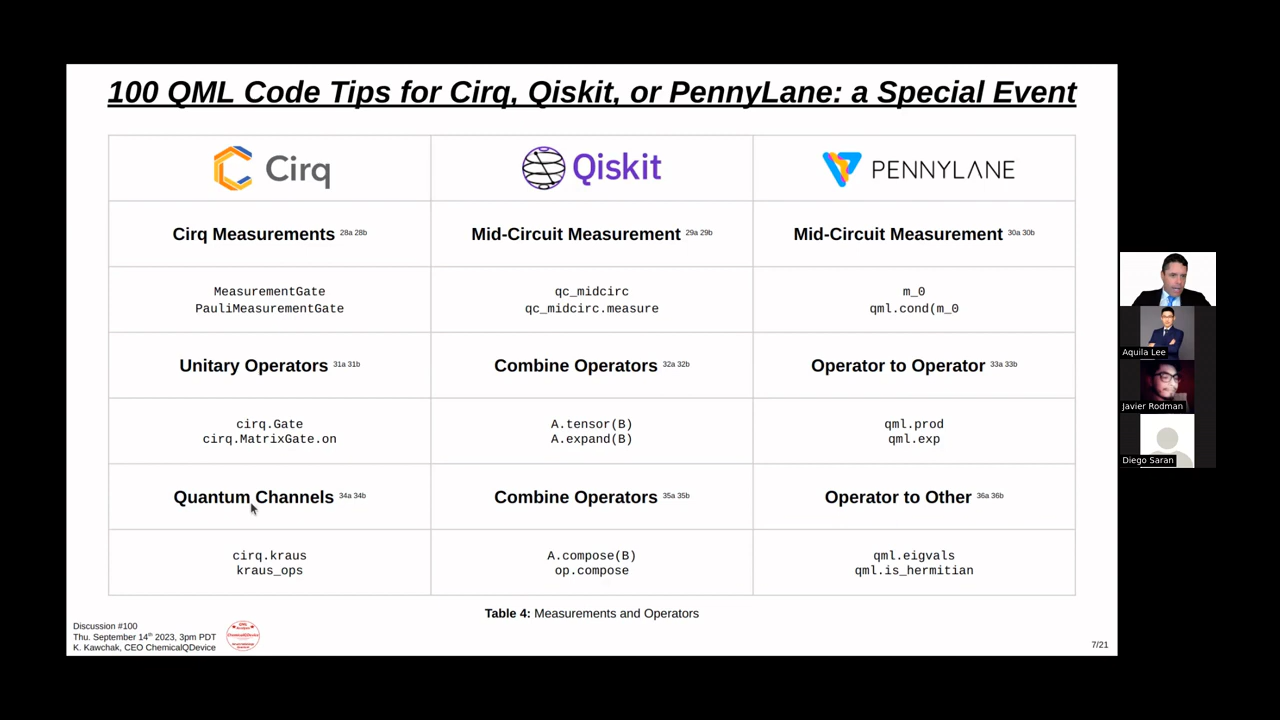 100 QML Code Tips for Cirq, Qiskit, or PennyLane: a Special Event
Cirq
Qiskit
PENNYLANE
Cirq Measurements 28a 28b
Mid-Circuit Measurement 29a 29b
Mid-Circuit Measurement 30a 30b
MeasurementGate
PauliMeasurementGate
qc_midcirc
qc_midcirc.measure
m_0
qml.cond(m_0
Unitary Operators 31a 31b
Combine Operators 32a 32b
Operator to Operator 33a 33b
cirq.Gate
cirq.MatrixGate.on
A.tensor(B)
A.expand(B)
qml.prod
qml.exp
Quantum Channels 34a 34b
Combine Operators 35a 35b
Operator to Other 36a 36b
cirq.kraus
kraus_ops
A.compose(B)
op.compose
qml.eigvals
qml.is_hermitian
Table 4: Measurements and Operators
Discussion #100
Thu. September 14th 2023, 3pm PDT
K. Kawchak, CEO ChemicalQDevice
7/21
Aquila Lee
Javier Rodman
Diego Saran